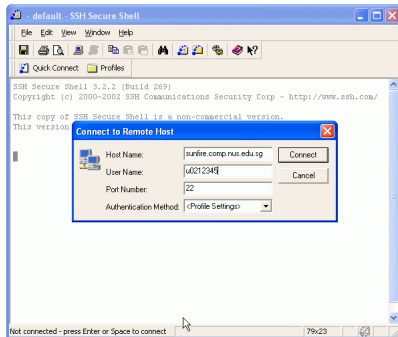 - default - SSH Secure Shell
File Edit View Window Help
Quick Connect Profiles
SSH Secure Shell 3.2.2 (Build 269)
Copyright (c) 2000-2002 SSH Communications Security Corp - http://www.ssh.com/
This copy of SSH Secure Shell is a non-commercial version.
This version
Connect to Remote Host
Host Name: sunfire.comp.nus.edu.sg Connect
User Name: u0212345 Cancel
Port Number: 22
Authentication Method: <Profile Settings>
Not connected - press Enter or Space to connect 79x23